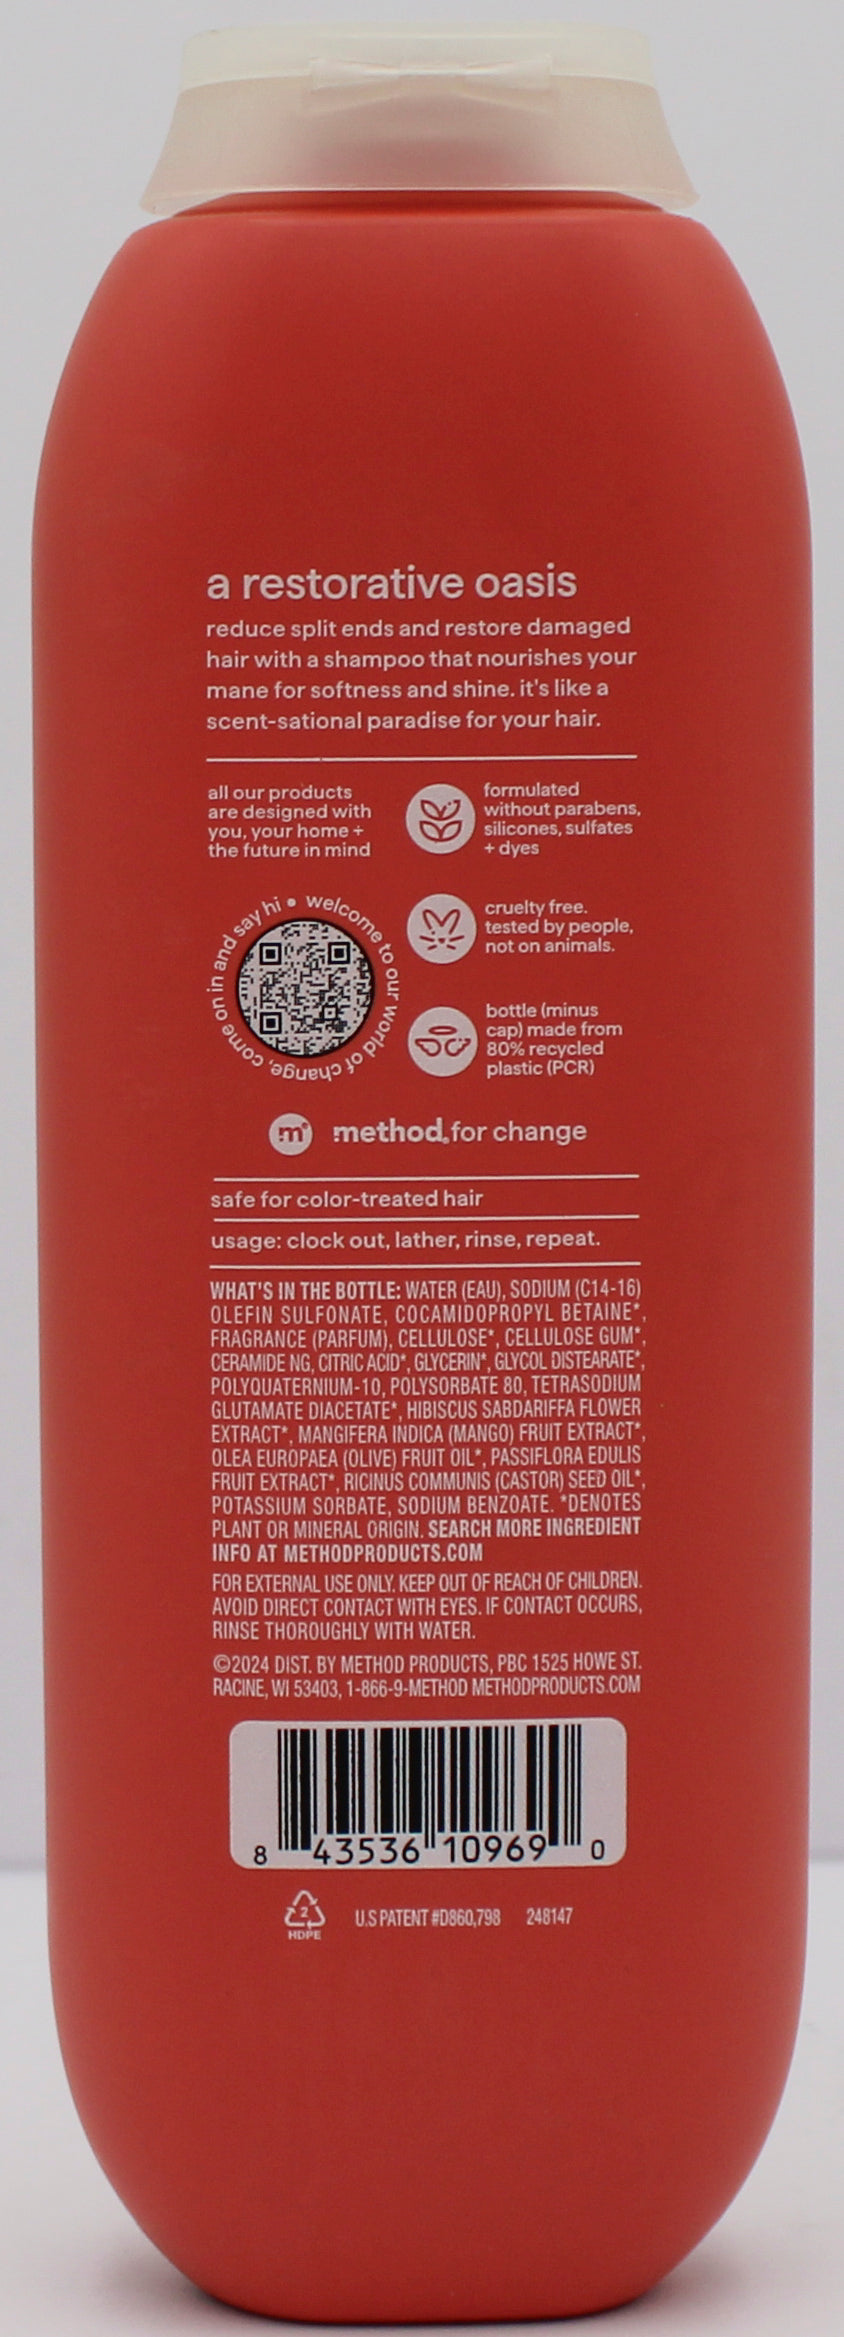 a restorative oasis
reduce split ends and restore damaged
hair with a shampoo that nourishes your
mane for softness and shine. it's like a
scent-sational paradise for your hair.
all our products
are designed with
you, your home +
the future in mind
formulated
without parabens,
silicones, sulfates
+ dyes
welcome to our world of change, come on in and say hi •
cruelty free.
tested by people,
not on animals.
bottle (minus
cap) made from
80% recycled
plastic (PCR)
m® method® for change
safe for color-treated hair
usage: clock out, lather, rinse, repeat.
WHAT'S IN THE BOTTLE: WATER (EAU), SODIUM (C14-16)
OLEFIN SULFONATE, COCAMIDOPROPYL BETAINE*,
FRAGRANCE (PARFUM), CELLULOSE*, CELLULOSE GUM*,
CERAMIDE NG, CITRIC ACID*, GLYCERIN*, GLYCOL DISTEARATE*,
POLYQUATERNIUM-10, POLYSORBATE 80, TETRASODIUM
GLUTAMATE DIACETATE*, HIBISCUS SABDARIFFA FLOWER
EXTRACT*, MANGIFERA INDICA (MANGO) FRUIT EXTRACT*,
OLEA EUROPAEA (OLIVE) FRUIT OIL*, PASSIFLORA EDULIS
FRUIT EXTRACT*, RICINUS COMMUNIS (CASTOR) SEED OIL*,
POTASSIUM SORBATE, SODIUM BENZOATE. *DENOTES
PLANT OR MINERAL ORIGIN. SEARCH MORE INGREDIENT
INFO AT METHODPRODUCTS.COM
FOR EXTERNAL USE ONLY. KEEP OUT OF REACH OF CHILDREN.
AVOID DIRECT CONTACT WITH EYES. IF CONTACT OCCURS,
RINSE THOROUGHLY WITH WATER.
©2024 DIST. BY METHOD PRODUCTS, PBC 1525 HOWE ST.
RACINE, WI 53403, 1-866-9-METHOD METHODPRODUCTS.COM
8 43536 10969 0
2
HDPE
U.S PATENT #D860,798 248147